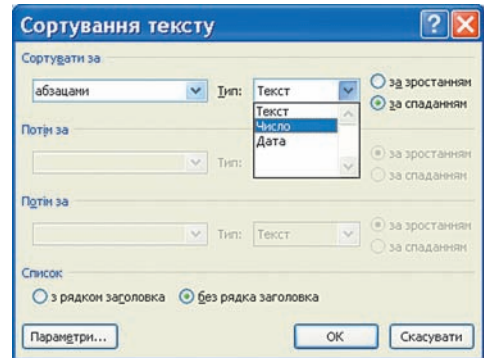 Сортування тексту
Сортувати за
абзацами Тип: Текст за зростанням
за спаданням
Текст
Число
Дата
Потім за
Тип: за зростанням
за спаданням
Потім за
Тип: Текст за зростанням
за спаданням
Список
з рядком заголовка без рядка заголовка
Параметри... ОК Скасувати